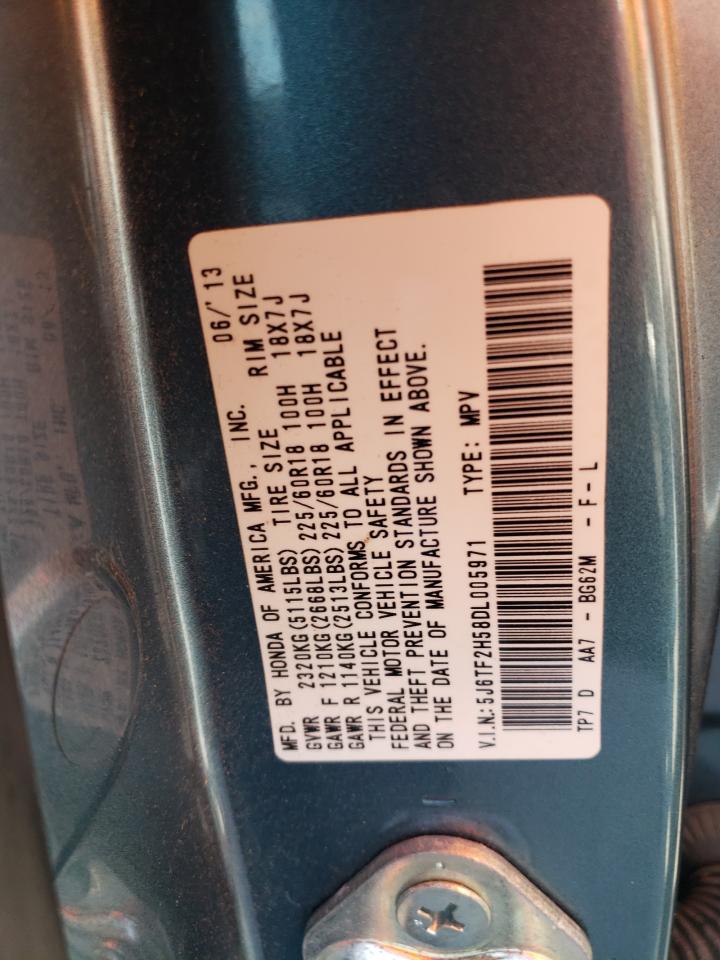 MFD. BY HONDA OF AMERICA MFG., INC. 06/'13
GVWR 2320KG(5115LBS) TIRE SIZE RIM SIZE
GAWR F 1210KG(2668LBS) 225/60R18 100H 18X7J
GAWR R 1140KG(2513LBS) 225/60R18 100H 18X7J
THIS VEHICLE CONFORMS TO ALL APPLICABLE
FEDERAL MOTOR VEHICLE SAFETY
AND THEFT PREVENTION STANDARDS IN EFFECT
ON THE DATE OF MANUFACTURE SHOWN ABOVE.
V.I.N.: 5J6TF2H58DL005971 TYPE: MPV
TP7 D AA7 - BG62M - F - L